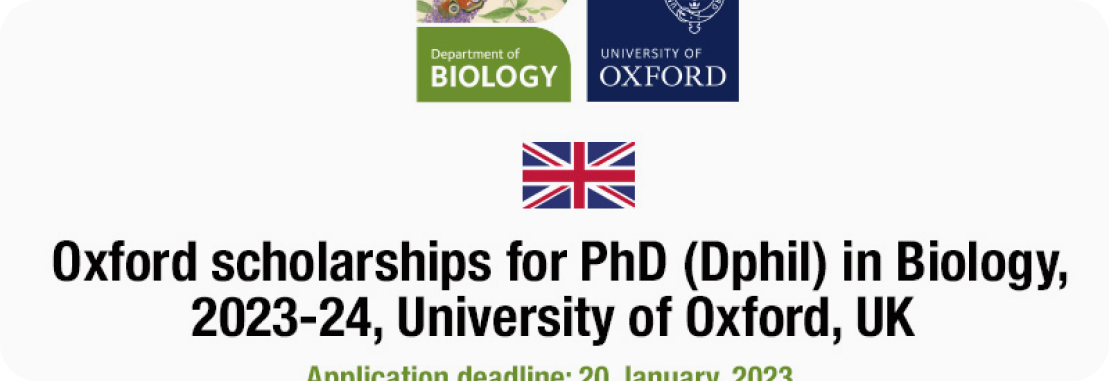 Department of
BIOLOGY
UNIVERSITY OF
OXFORD
Oxford scholarships for PhD (Dphil) in Biology,
2023-24, University of Oxford, UK
Application deadline: 20 January, 2023